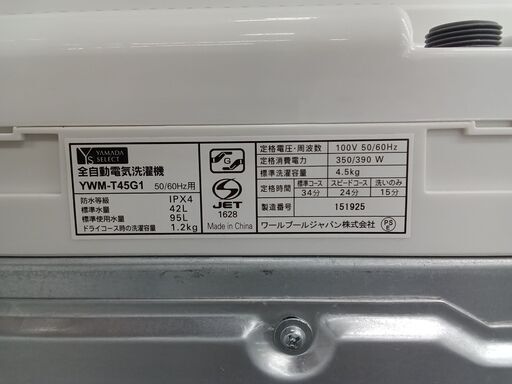 YS YAMADA SELECT
全自動電気洗濯機
YWM-T45G1 50/60Hz用
防水等級 IPX4
標準水量 42L
標準使用水量 95L
ドライコース時の洗濯容量 1.2kg
G
JET
1628
Made in China
定格電圧・周波数 100V 50/60Hz
定格消費電力 350/390 W
定格洗濯容量 4.5kg
定格時間 標準コース スピードコース 洗いのみ
34分 24分 15分
製造番号 151925
ワールプールジャパン株式会社 PSE